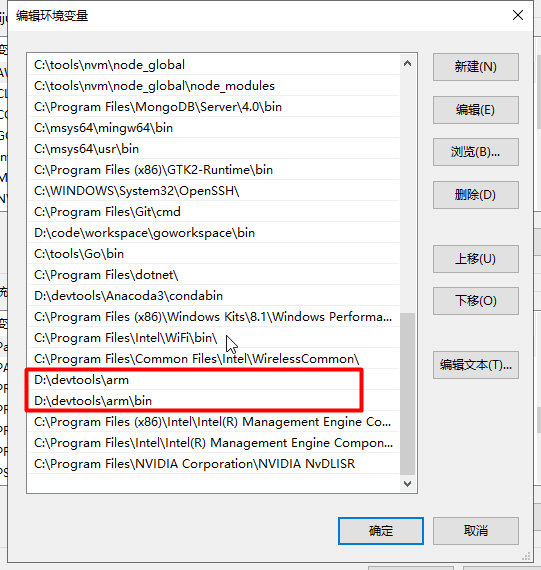 编辑环境变量
C:\tools\nvm\node_global
C:\tools\nvm\node_global\node_modules
C:\Program Files\MongoDB\Server\4.0\bin
C:\msys64\mingw64\bin
C:\msys64\usr\bin
C:\Program Files (x86)\GTK2-Runtime\bin
C:\WINDOWS\System32\OpenSSH\
C:\Program Files\Git\cmd
D:\code\workspace\goworkspace\bin
C:\tools\Go\bin
C:\Program Files\dotnet\
D:\devtools\Anacoda3\condabin
C:\Program Files (x86)\Windows Kits\8.1\Windows Performa...
C:\Program Files\Intel\WiFi\bin\
C:\Program Files\Common Files\Intel\WirelessCommon\
D:\devtools\arm
D:\devtools\arm\bin
C:\Program Files (x86)\Intel\Intel(R) Management Engine Co...
C:\Program Files\Intel\Intel(R) Management Engine Compon...
C:\Program Files\NVIDIA Corporation\NVIDIA NvDLISR
新建(N)
编辑(E)
浏览(B)...
删除(D)
上移(U)
下移(O)
编辑文本(T)...
确定
取消